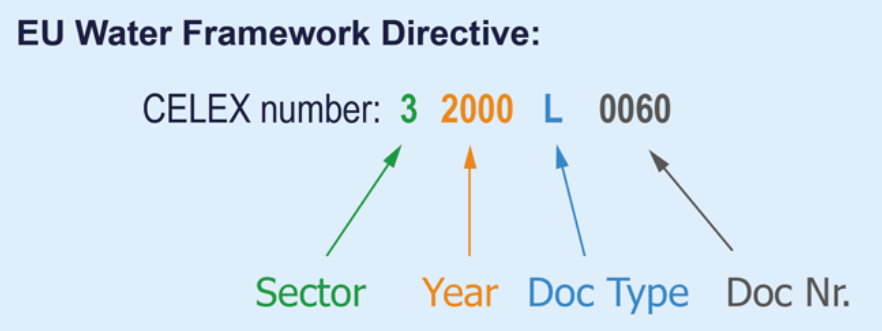 EU Water Framework Directive:
CELEX number: 3 2000 L 0060
Sector Year Doc Type Doc Nr.